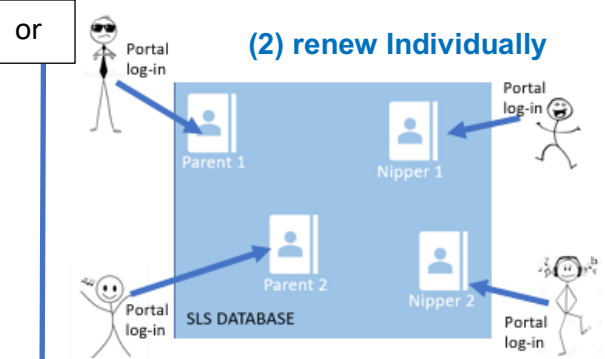 or
(2) renew Individually
Portal
log-in
Portal
log-in
Parent 1
Nipper 1
Parent 2
Nipper 2
Portal
log-in
SLS DATABASE
Portal
log-in